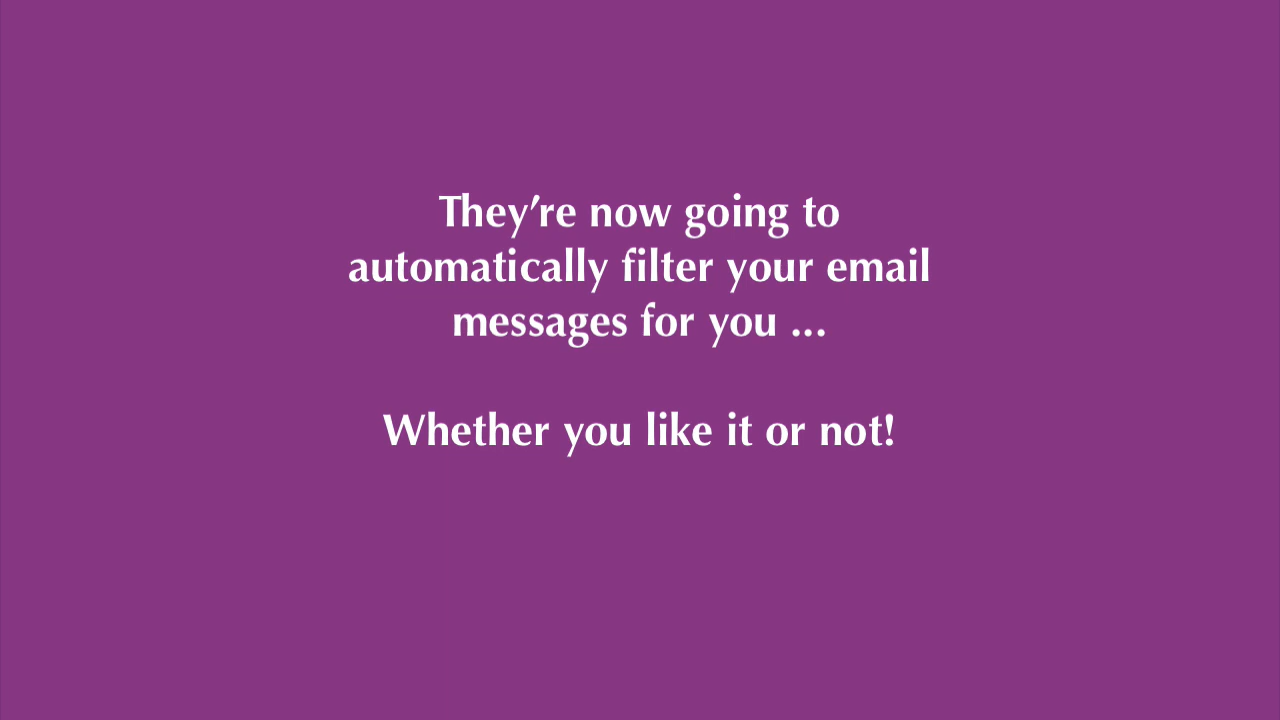 They’re now going to
automatically filter your email
messages for you ...
Whether you like it or not!